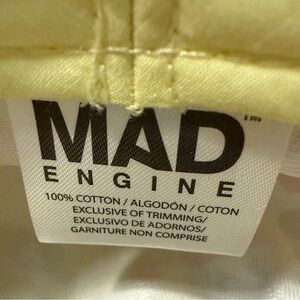 MAD™
ENGINE
100% COTTON / ALGODÓN / COTON
EXCLUSIVE OF TRIMMING/
EXCLUSIVO DE ADORNOS/
GARNITURE NON COMPRISE